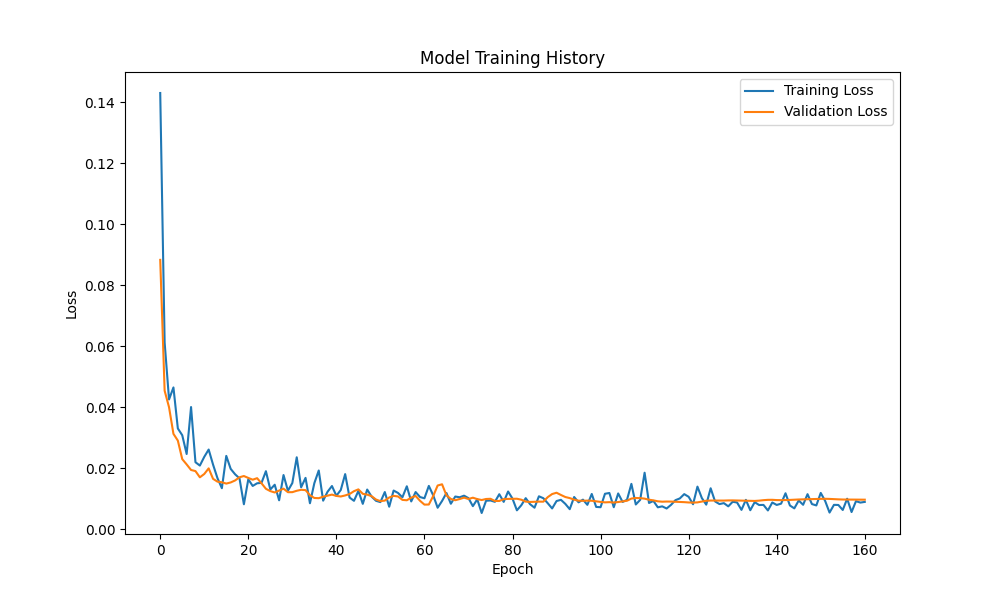 Model Training History
Training Loss
Validation Loss
0.14
0.12
0.10
0.08
0.06
0.04
0.02
0.00
Loss
0 20 40 60 80 100 120 140 160
Epoch